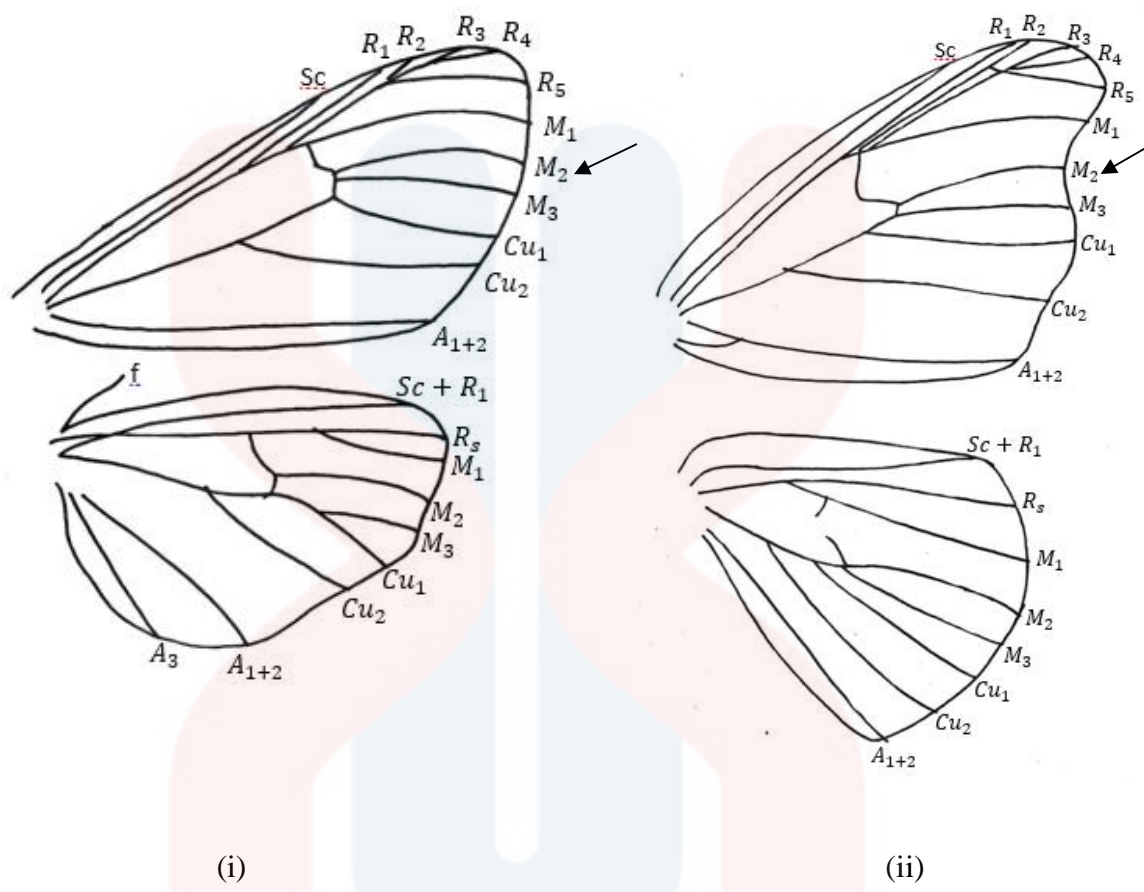 R₁ R₂ R₃ R₄
Sc
R₅
M₁
M₂
M₃
Cu₁
Cu₂
A₁₊₂
f
Sc + R₁
Rₛ
M₁
M₂
M₃
Cu₁
Cu₂
A₃ A₁₊₂
(i)
R₁ R₂ R₃
Sc
R₄
R₅
M₁
M₂
M₃
Cu₁
Cu₂
A₁₊₂
Sc + R₁
Rₛ
M₁
M₂
M₃
Cu₁
Cu₂
A₁₊₂
(ii)